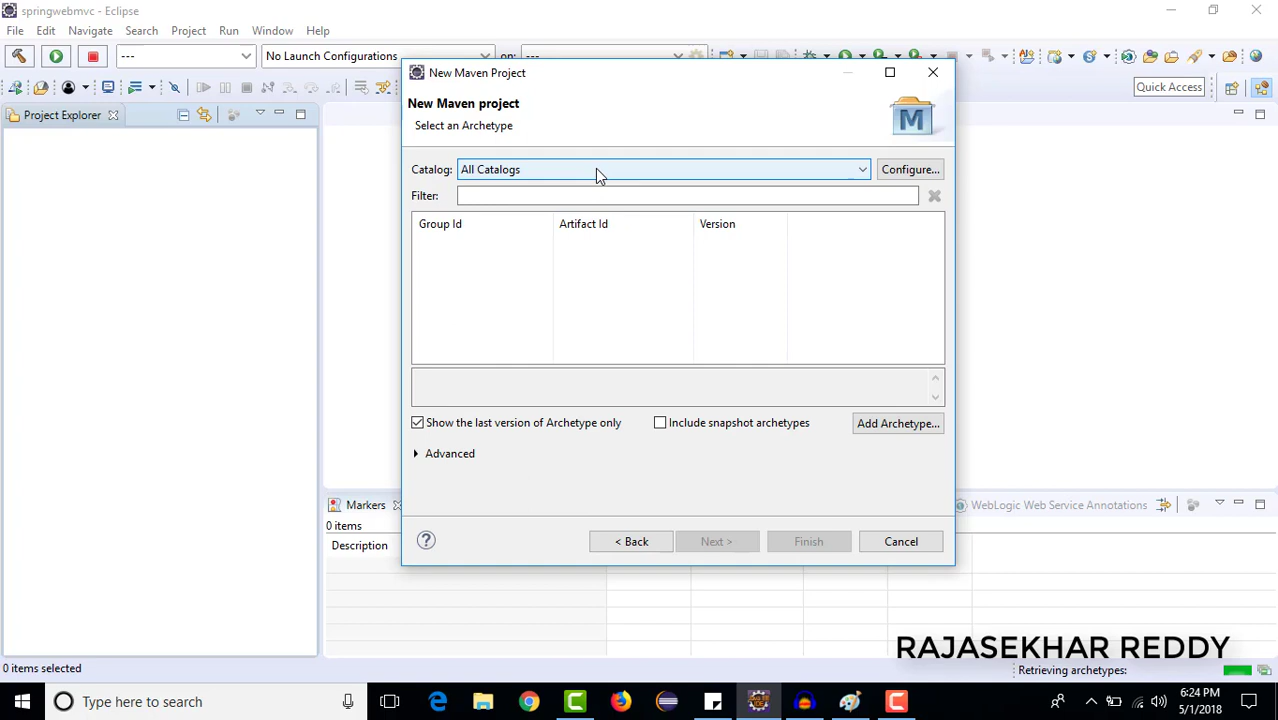 springwebmvc - Eclipse
File Edit Navigate Search Project Run Window Help
--- No Launch Configurations on: ---
Quick Access
Project Explorer
New Maven Project
New Maven project
Select an Archetype
M
Catalog: All Catalogs Configure...
Filter:
Group Id Artifact Id Version
Show the last version of Archetype only Include snapshot archetypes Add Archetype...
Advanced
< Back Next > Finish Cancel
Markers WebLogic Web Service Annotations
0 items
Description
RAJASEKHAR REDDY
0 items selected Retrieving archetypes:
Type here to search
6:24 PM
5/1/2018